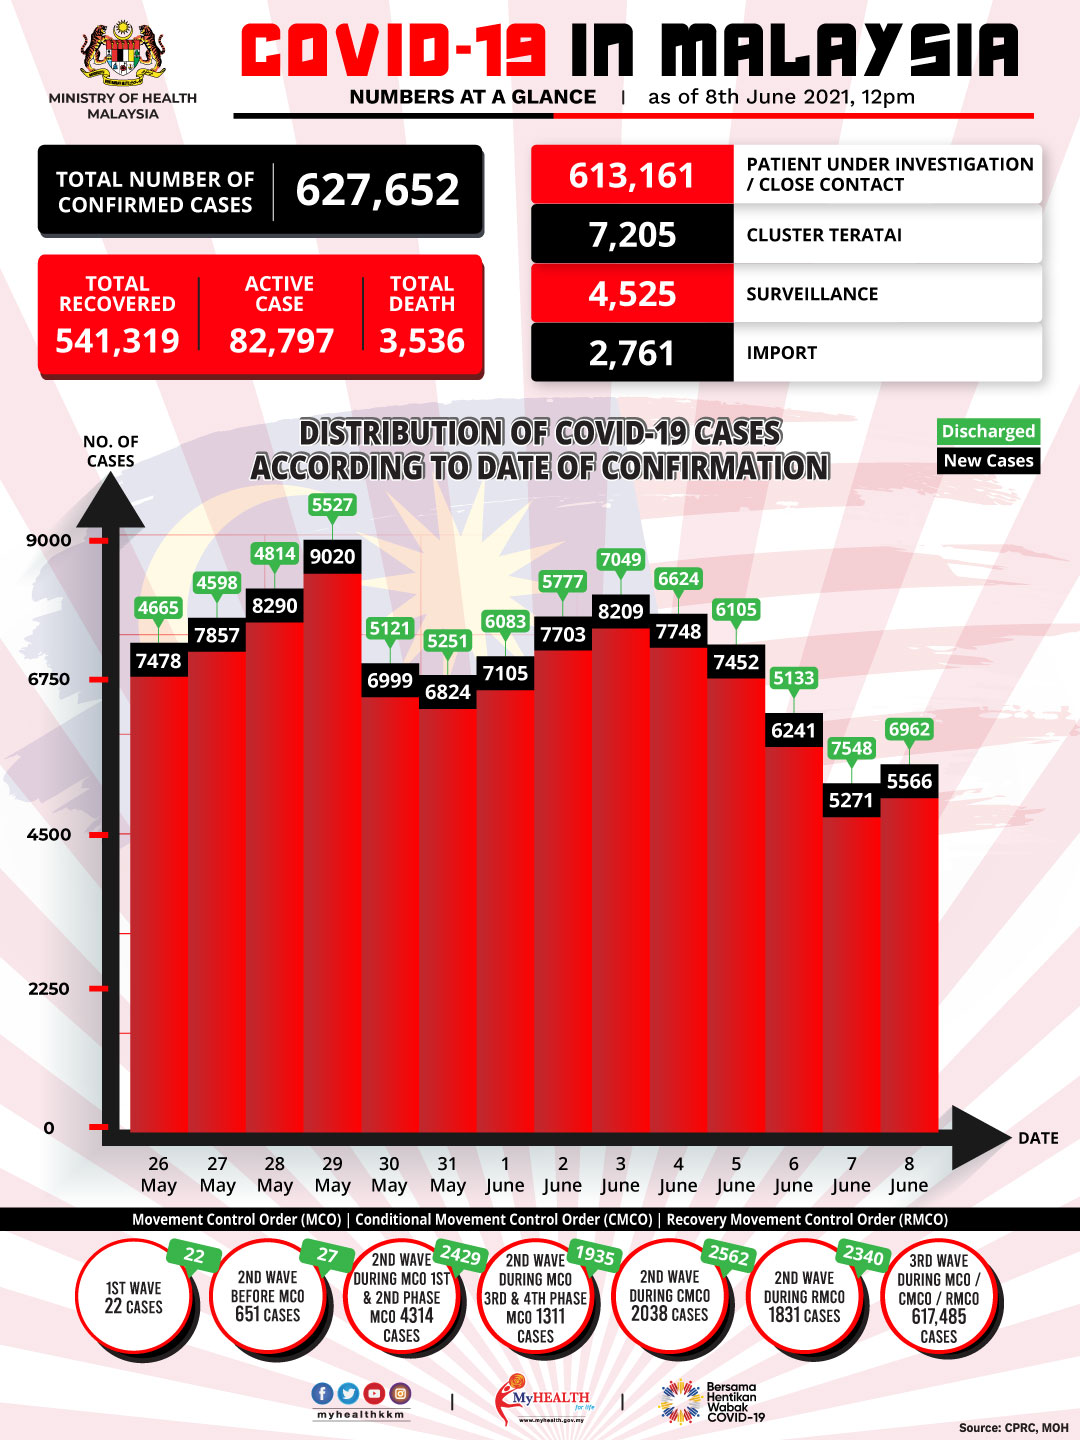 COVID-19 IN MALAYSIA
MINISTRY OF HEALTH
MALAYSIA
NUMBERS AT A GLANCE | as of 8th June 2021, 12pm
TOTAL NUMBER OF
CONFIRMED CASES
627,652
TOTAL
RECOVERED
541,319
ACTIVE
CASE
82,797
TOTAL
DEATH
3,536
613,161
PATIENT UNDER INVESTIGATION
/ CLOSE CONTACT
7,205
CLUSTER TERATAI
4,525
SURVEILLANCE
2,761
IMPORT
DISTRIBUTION OF COVID-19 CASES
ACCORDING TO DATE OF CONFIRMATION
Discharged
New Cases
NO. OF
CASES
9000
6750
4500
2250
0
4665
7478
4598
7857
4814
8290
5527
9020
5121
6999
5251
6824
6083
7105
5777
7703
7049
8209
6624
7748
6105
7452
5133
6241
7548
5271
6962
5566
26
May
27
May
28
May
29
May
30
May
31
May
1
June
2
June
3
June
4
June
5
June
6
June
7
June
8
June
DATE
Movement Control Order (MCO) | Conditional Movement Control Order (CMCO) | Recovery Movement Control Order (RMCO)
22
1ST WAVE
22 CASES
27
2ND WAVE
BEFORE MCO
651 CASES
2429
2ND WAVE
DURING MCO 1ST
& 2ND PHASE
MCO 4314
CASES
1935
2ND WAVE
DURING MCO
3RD & 4TH PHASE
MCO 1311
CASES
2562
2ND WAVE
DURING CMCO
2038 CASES
2340
2ND WAVE
DURING RMCO
1831 CASES
3RD WAVE
DURING MCO /
CMCO / RMCO
617,485
CASES
myhealthkkm
|
MyHEALTH
for life
www.myhealth.gov.my
|
Bersama
Hentikan
Wabak
COVID-19
Source: CPRC, MOH